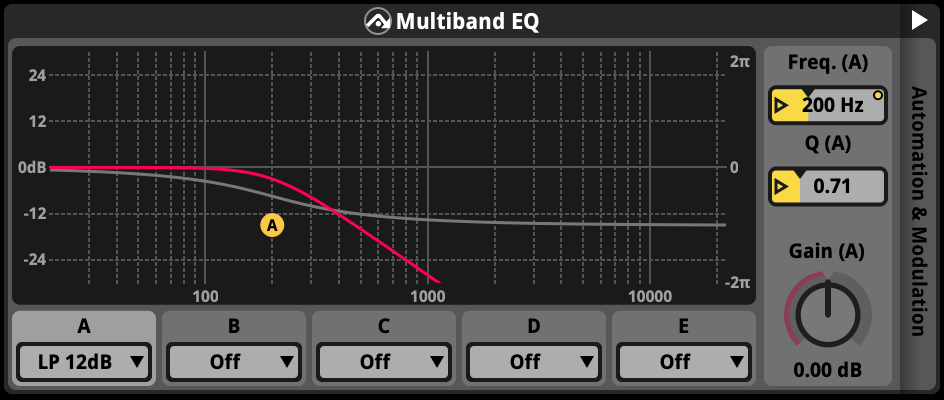 Multiband EQ
24
12
0dB
-12
-24
2π
0
-2π
100
1000
10000
A
Freq. (A)
200 Hz
Q (A)
0.71
Gain (A)
0.00 dB
A
B
C
D
E
LP 12dB
Off
Off
Off
Off
Automation & Modulation